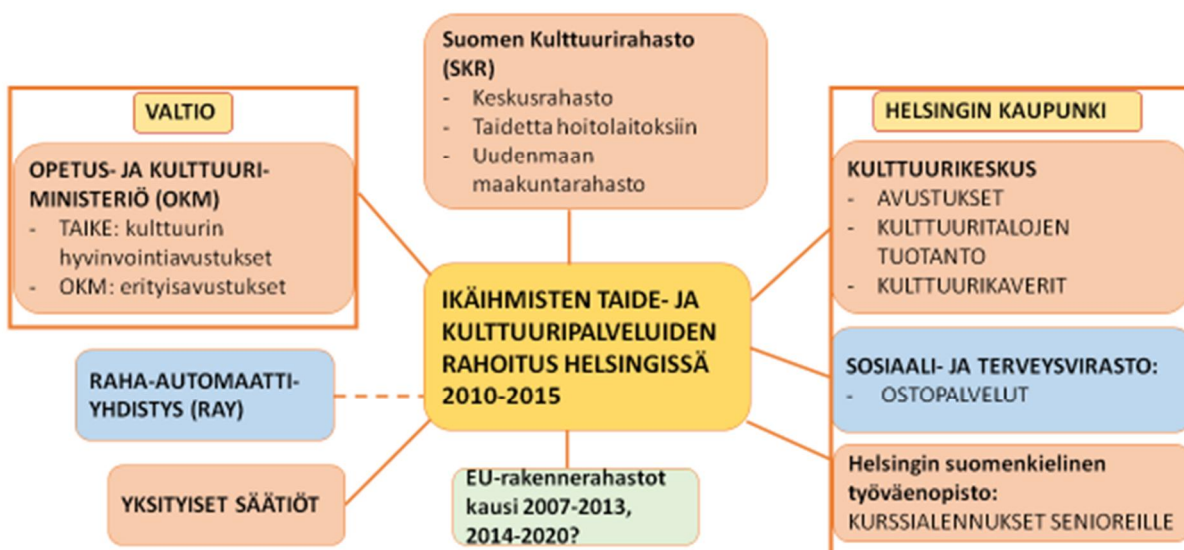 Suomen Kulttuurirahasto
(SKR)
- Keskusrahasto
- Taidetta hoitolaitoksiin
- Uudenmaan
maakuntarahasto
VALTIO
OPETUS- JA KULTTUURI-
MINISTERIÖ (OKM)
- TAIKE: kulttuurin
hyvinvointiavustukset
- OKM: erityisavustukset
HELSINGIN KAUPUNKI
KULTTUURIKESKUS
- AVUSTUKSET
- KULTTUURITALOJEN
TUOTANTO
- KULTTUURIKAVERIT
IKÄIHMISTEN TAIDE- JA
KULTTUURIPALVELUIDEN
RAHOITUS HELSINGISSÄ
2010-2015
RAHA-AUTOMAATTI-
YHDISTYS (RAY)
SOSIAALI- JA TERVEYSVIRASTO:
- OSTOPALVELUT
YKSITYISET SÄÄTIÖT
EU-rakennerahastot
kausi 2007-2013,
2014-2020?
Helsingin suomenkielinen
työväenopisto:
KURSSIALENNUKSET SENIOREILLE